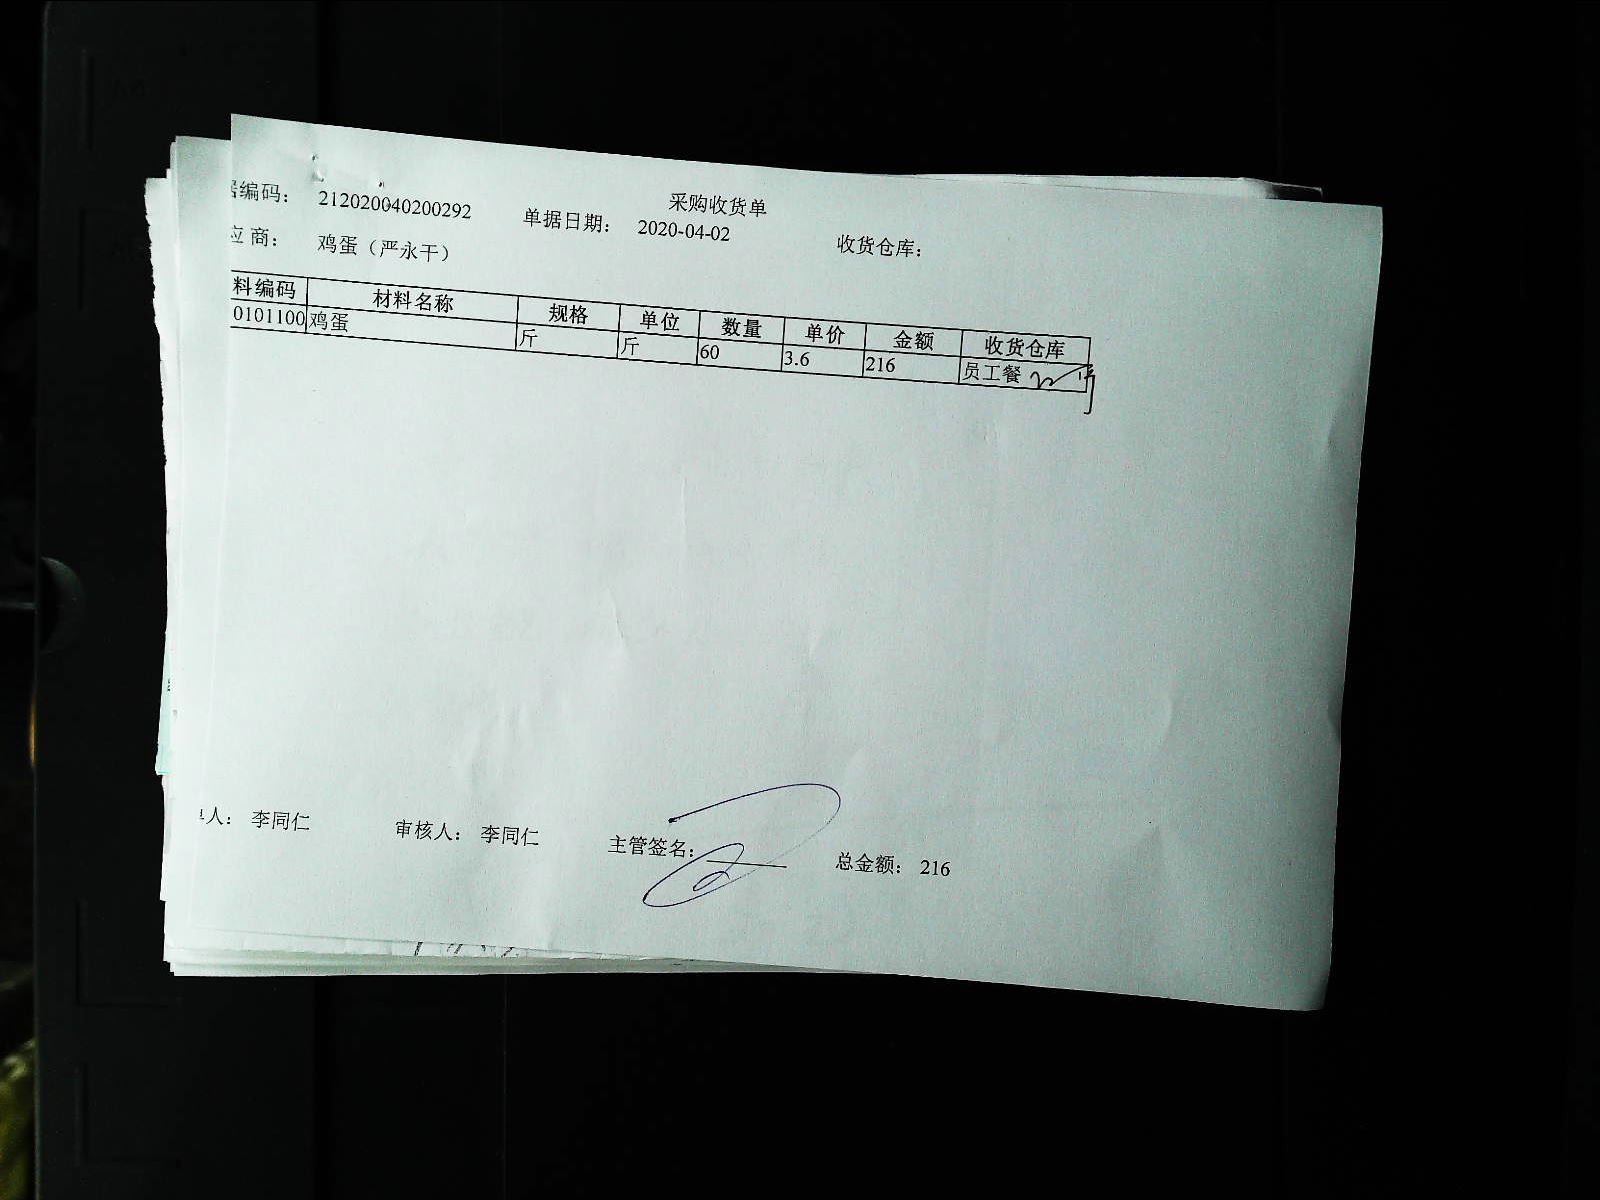 采购收货单
据编码： 212020040200292 单据日期： 2020-04-02 收货仓库：
应 商： 鸡蛋（严永干）
料编码 材料名称 规格 单位 数量 单价 金额 收货仓库
0101100 鸡蛋 斤 斤 60 3.6 216 员工餐
单人： 李同仁 审核人： 李同仁 主管签名： 总金额： 216